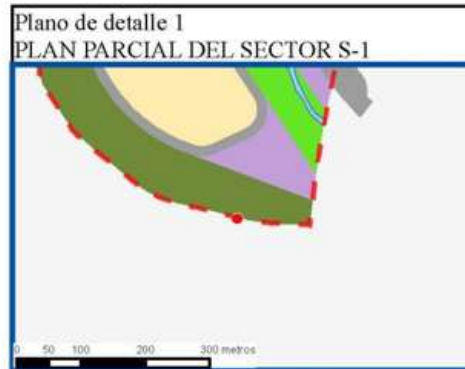 Plano de detalle 1
PLAN PARCIAL DEL SECTOR S-1
0 50 100 200 300 metros